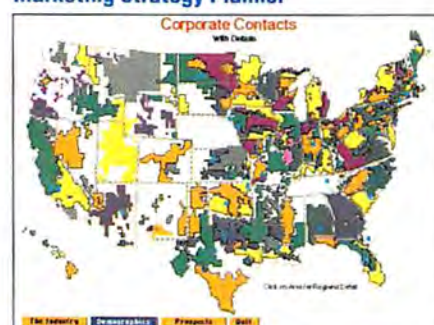 Marketing Strategy Planner
Corporate Contacts
With Details
Click on Area for Regional Detail
The Industry
Demographics
Prospects
Quit